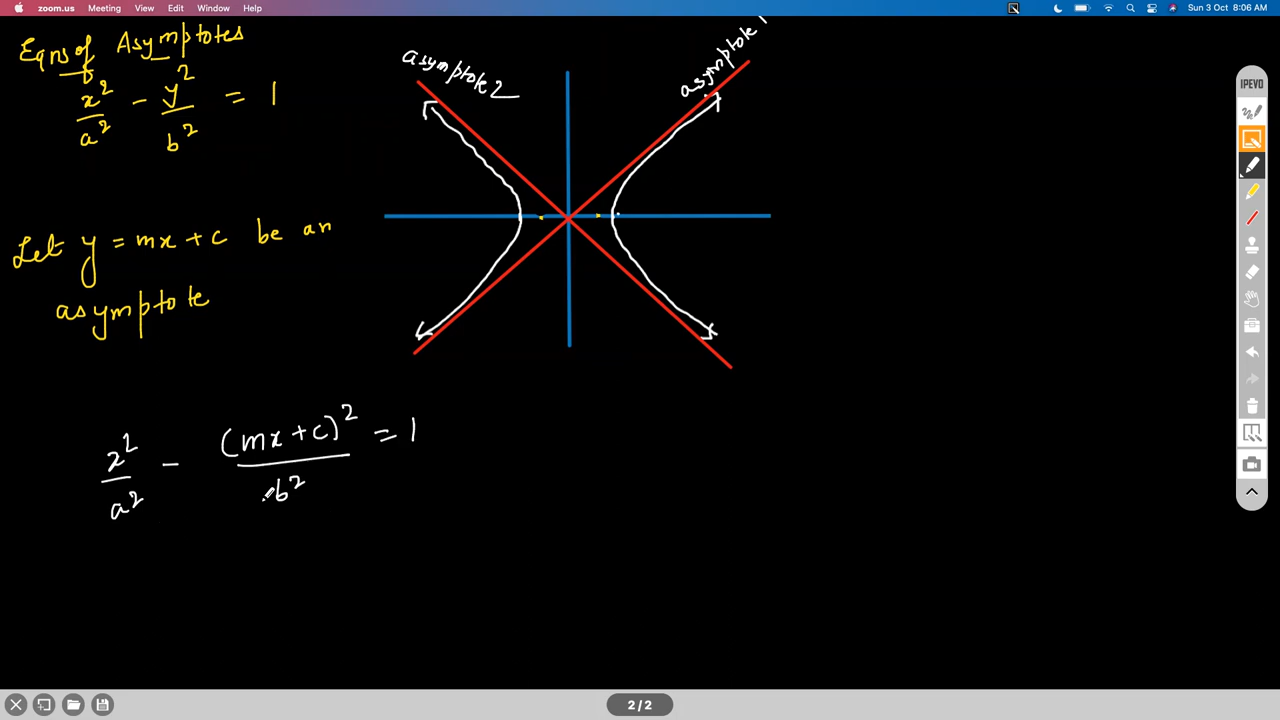 zoom.us Meeting View Edit Window Help Sun 3 Oct 8:06 AM
Eqns of Asymptotes
x²/a² - y²/b² = 1
Let y = mx + c be an
asymptote
asymptote 2
asymptote 1
x²/a² - (mx + c)²/b² = 1
IPEVO
2/2